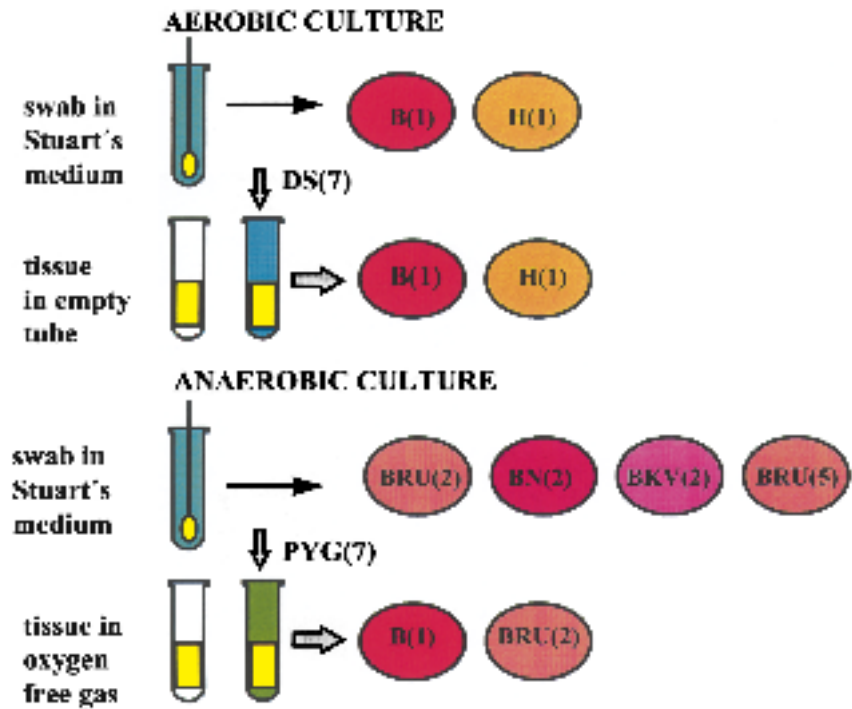 AEROBIC CULTURE
swab in
Stuart´s
medium
B(1) H(1)
DS(7)
tissue
in empty
tube
B(1) H(1)
ANAEROBIC CULTURE
swab in
Stuart´s
medium
BRU(2) BN(2) BKV(2) BRU(5)
PYG(7)
tissue in
oxygen
free gas
B(1) BRU(2)